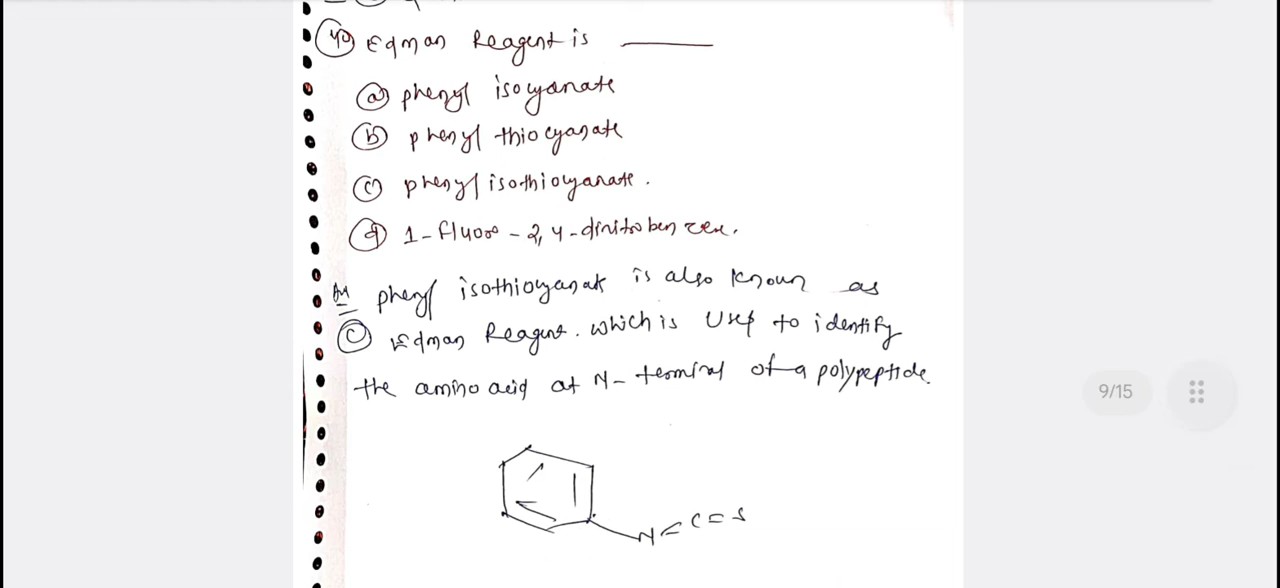 40 Edman Reagent is ______
a phenyl isocyanate
b phenyl thiocyanate
c phenyl isothiocyanate.
d 1-fluoro-2,4-dinitrobenzene.
phenyl isothiocyanate is also known as
c Edman Reagent. which is used to identify
the amino acid at N-terminal of a polypeptide.
N=C=S
9/15